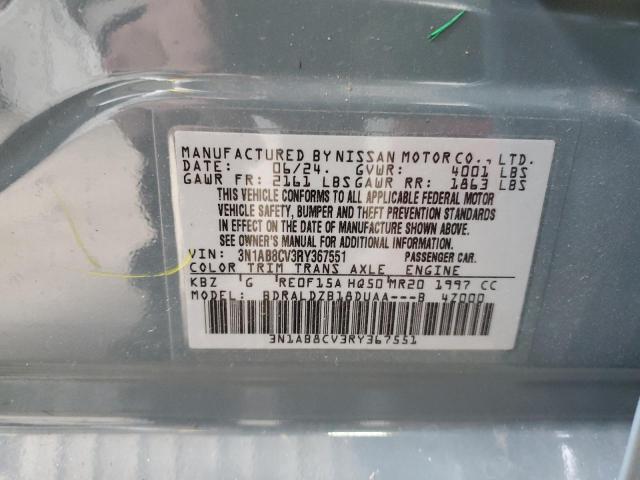 MANUFACTURED BY NISSAN MOTOR CO., LTD.
DATE: 06/24. GVWR: 4001 LBS
GAWR FR: 2161 LBS GAWR RR: 1863 LBS
THIS VEHICLE CONFORMS TO ALL APPLICABLE FEDERAL MOTOR
VEHICLE SAFETY, BUMPER AND THEFT PREVENTION STANDARDS
IN EFFECT ON THE DATE OF MANUFACTURE SHOWN ABOVE.
SEE OWNER'S MANUAL FOR ADDITIONAL INFORMATION.
VIN: 3N1AB8CV3RY367551 PASSENGER CAR.
COLOR TRIM TRANS AXLE ENGINE
KBZ G RE0F15A HQ50 MR20 1997 CC
MODEL: BDRALDZB18DUAA---B 4Z000
3N1AB8CV3RY367551